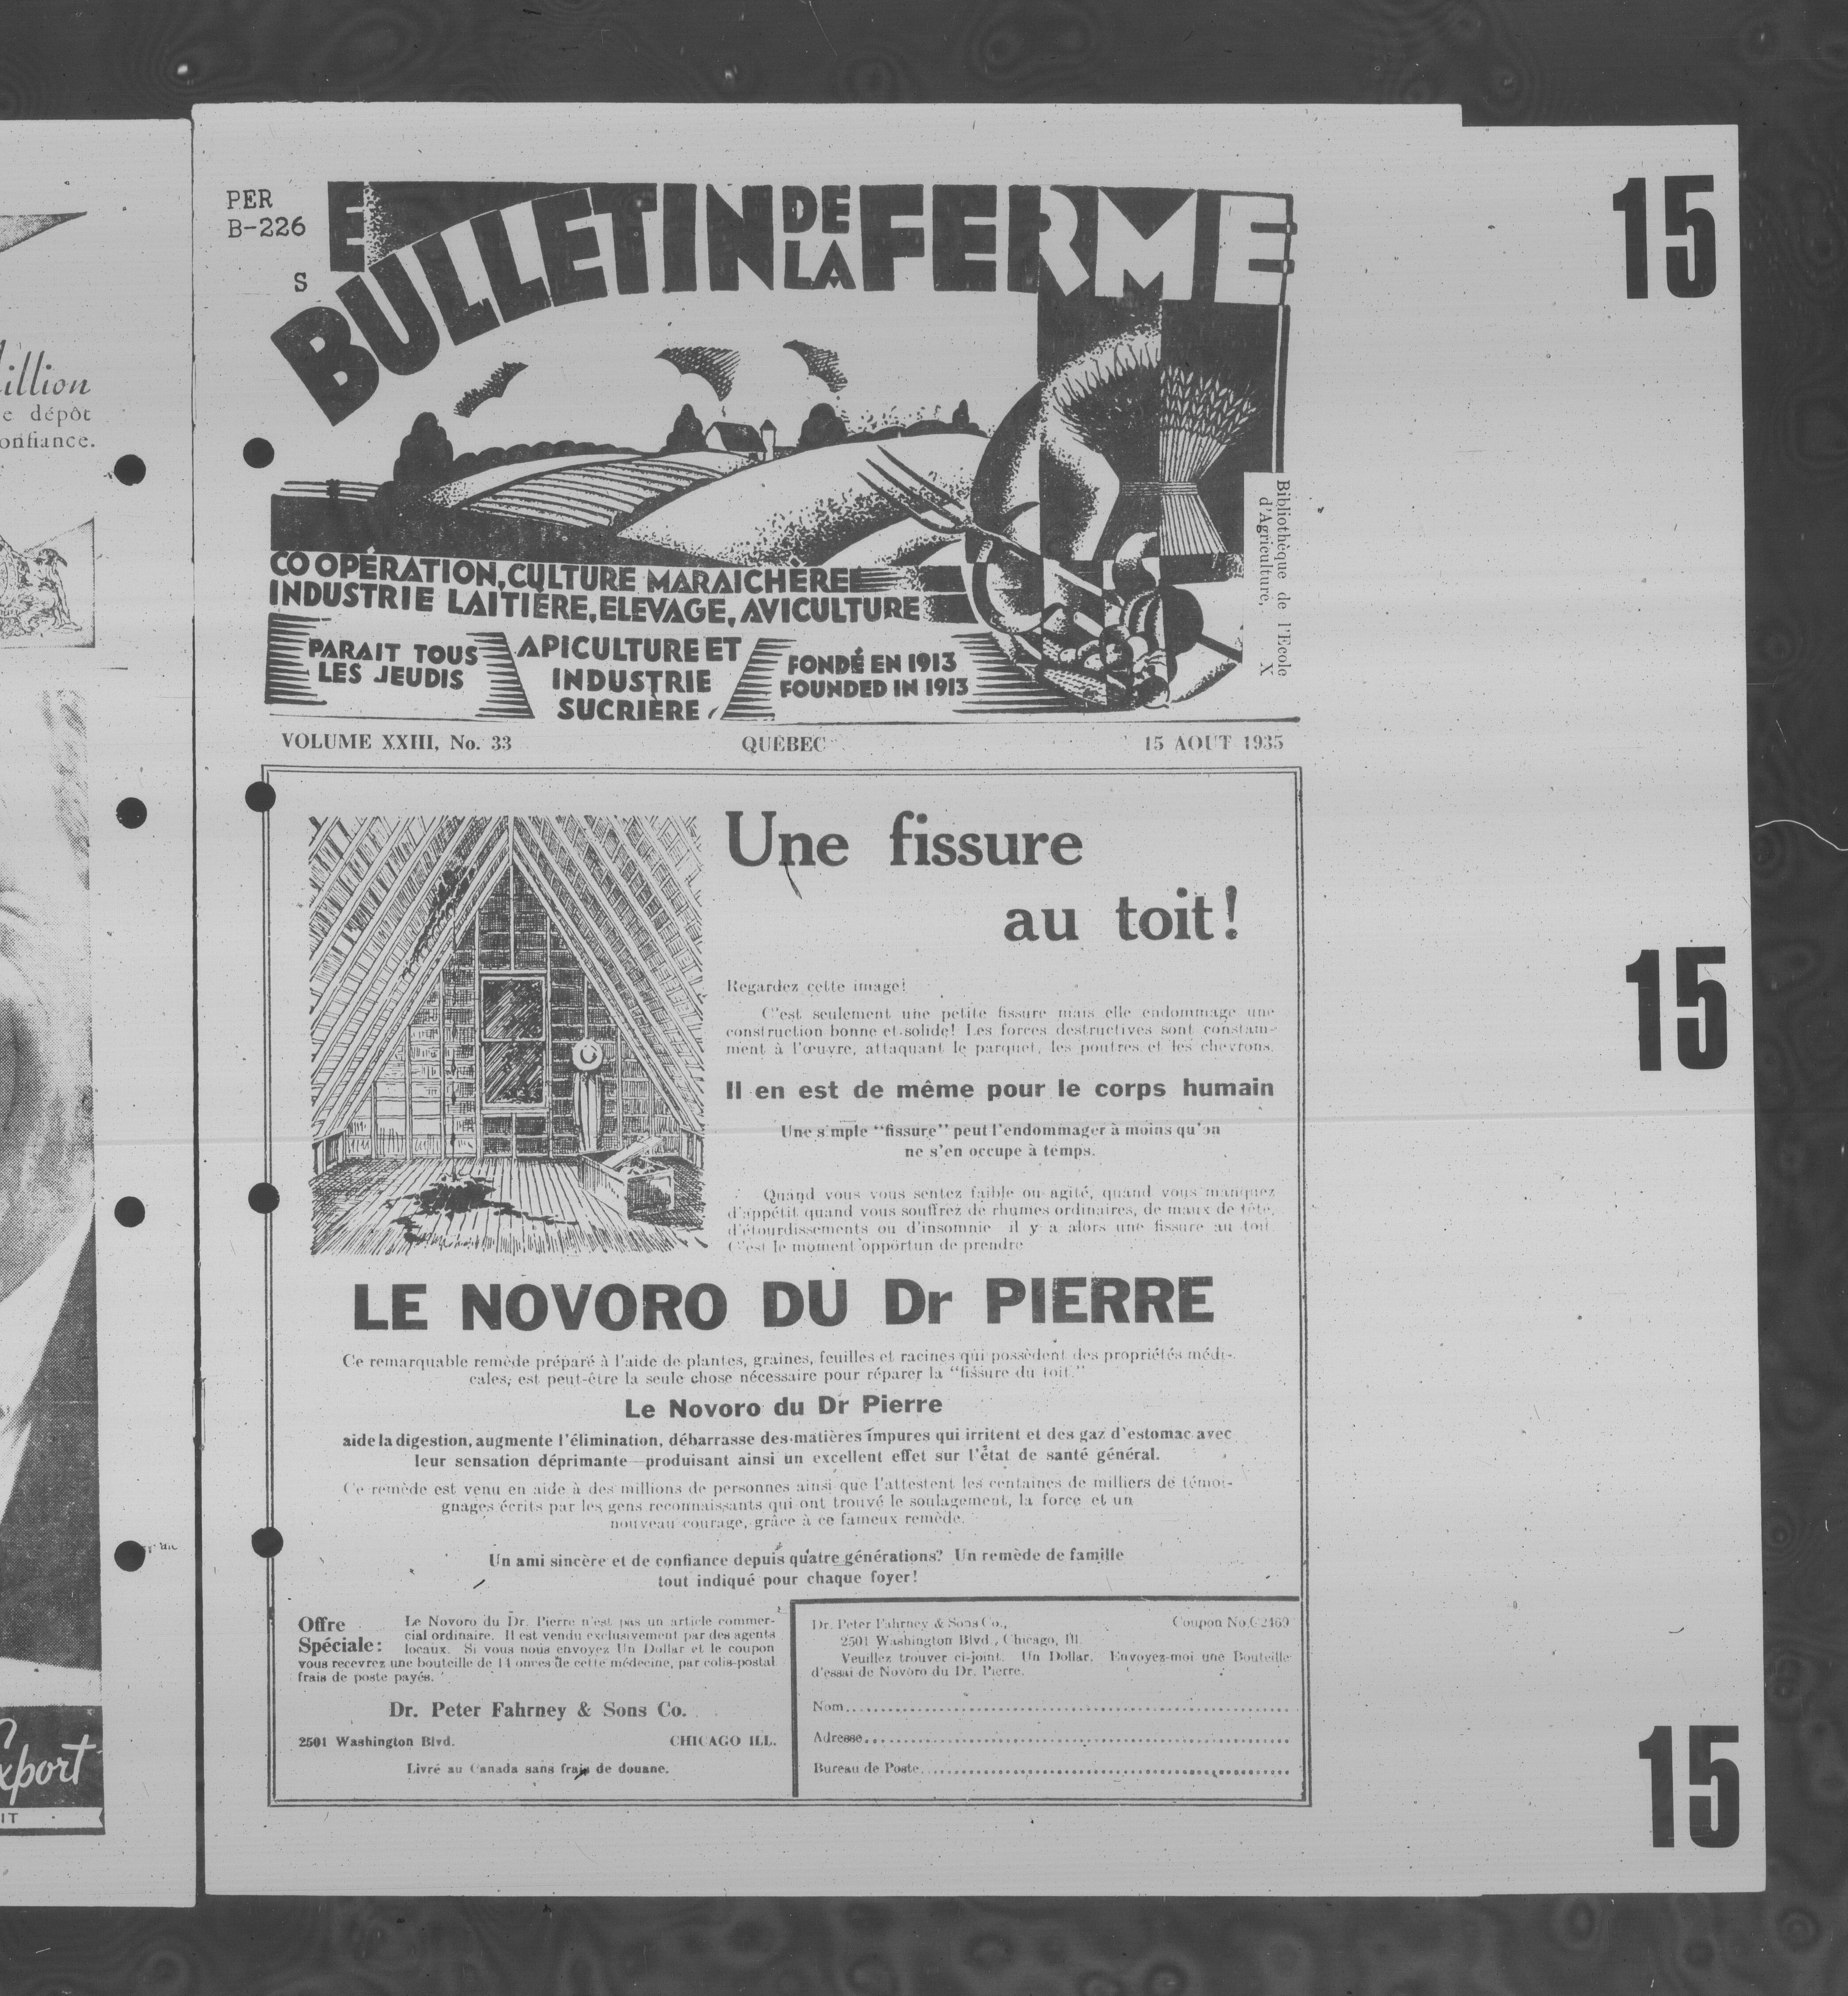 illion
e dépôt
onfiance.
xport
IT
PER
B-226
S
E
BULLETIN DE LA FERME
Bibliothèque de l'Ecole
d'Agriculture, X
COOPÉRATION, CULTURE MARAICHÈRE
INDUSTRIE LAITIÈRE, ELEVAGE, AVICULTURE
PARAIT TOUS
LES JEUDIS
APICULTURE ET
INDUSTRIE
SUCRIÈRE
FONDÉ EN 1913
FOUNDED IN 1913
VOLUME XXIII, No. 33 QUÉBEC 15 AOUT 1935
Une fissure
au toit!
Regardez cette image!
C'est seulement une petite fissure mais elle endommage une
construction bonne et solide! Les forces destructives sont constam-
ment à l'œuvre, attaquant le parquet, les poutres et les chevrons.
Il en est de même pour le corps humain
Une simple "fissure" peut l'endommager à moins qu'on
ne s'en occupe à temps.
Quand vous vous sentez faible ou agité, quand vous manquez
d'appétit quand vous souffrez de rhumes ordinaires, de maux de tête,
d'étourdissements ou d'insomnie il y a alors une fissure au toit
C'est le moment opportun de prendre
LE NOVORO DU Dr PIERRE
Ce remarquable remède préparé à l'aide de plantes, graines, feuilles et racines qui possèdent des propriétés médi-
cales, est peut-être la seule chose nécessaire pour réparer la "fissure du toit."
Le Novoro du Dr Pierre
aide la digestion, augmente l'élimination, débarrasse des matières impures qui irritent et des gaz d'estomac avec
leur sensation déprimante—produisant ainsi un excellent effet sur l'état de santé général.
Ce remède est venu en aide à des millions de personnes ainsi que l'attestent les centaines de milliers de témoi-
gnages écrits par les gens reconnaissants qui ont trouvé le soulagement, la force et un
nouveau courage, grâce à ce fameux remède.
Un ami sincère et de confiance depuis quatre générations? Un remède de famille
tout indiqué pour chaque foyer!
Offre Spéciale: Le Novoro du Dr. Pierre n'est pas un article commer-
cial ordinaire. Il est vendu exclusivement par des agents
locaux. Si vous nous envoyez Un Dollar et le coupon
vous recevrez une bouteille de 14 onces de cette médecine, par colis-postal
frais de poste payés.
Dr. Peter Fahrney & Sons Co.
2501 Washington Blvd. CHICAGO ILL.
Livré au Canada sans frais de douane.
Dr. Peter Fahrney & Sons Co., Coupon No.C2469
2501 Washington Blvd., Chicago, Ill.
Veuillez trouver ci-joint. Un Dollar. Envoyez-moi une Bouteille
d'essai de Novoro du Dr. Pierre.
Nom
Adresse
Bureau de Poste
15
15
15